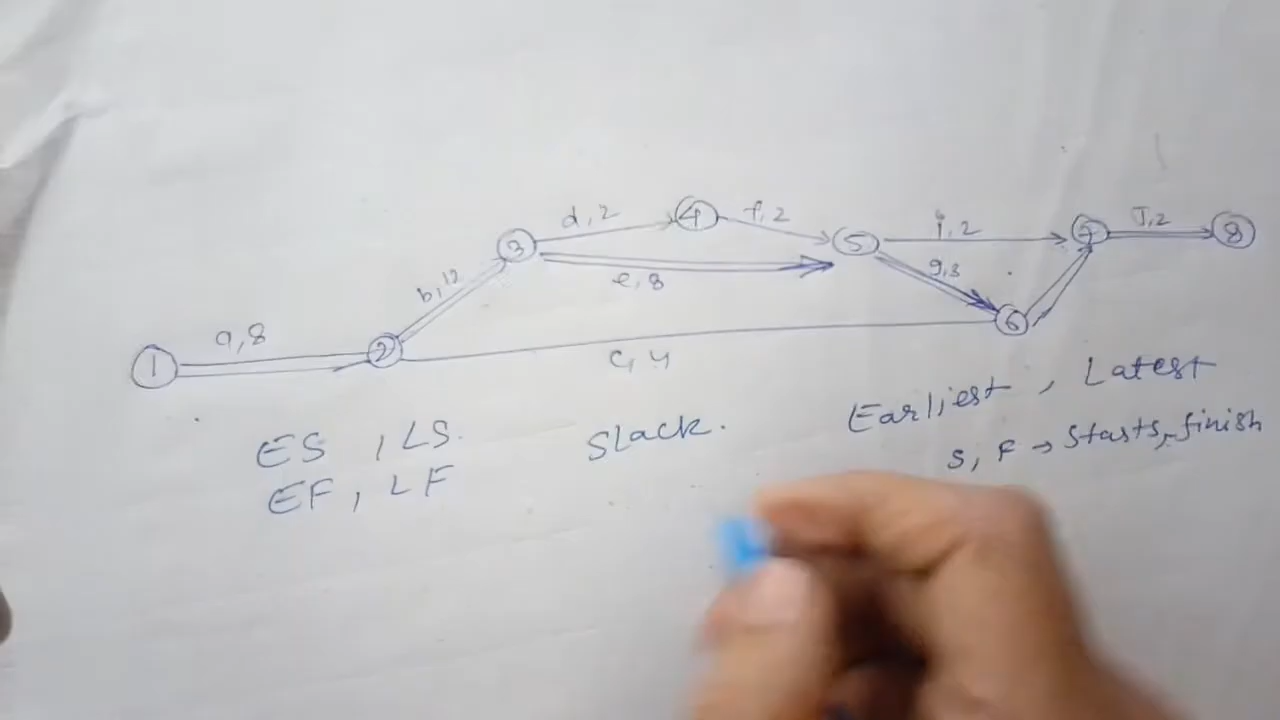 d,2
4
f,2
3
e,8
5
i,2
7
J,2
8
b,12
g,3
6
a,8
1
2
c,4
Earliest, Latest
S, F → Starts, finish
ES, LS.
EF, LF
Slack.